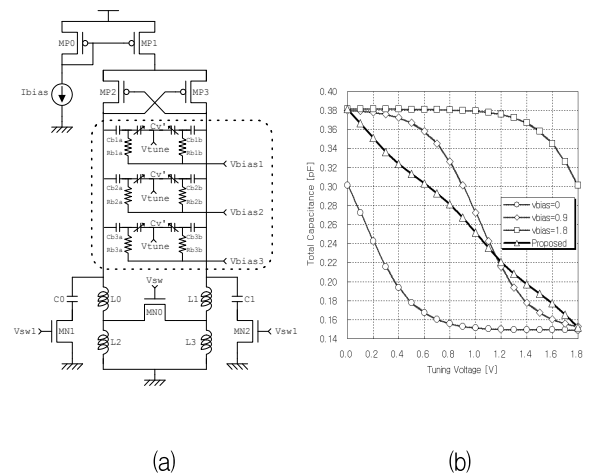 MP0
MP1
Ibias
MP2
MP3
Cv'
Cb1a
Cb1b
Rb1a
Rb1b
Vtune
Vbias1
Cv'
Cb2a
Cb2b
Rb2a
Rb2b
Vtune
Vbias2
Cv'
Cb3a
Cb3b
Rb3a
Rb3b
Vtune
Vbias3
Vsw
C0
L0
L1
C1
MN0
Vsw1
MN1
MN2
Vsw1
L2
L3
(a)
Total Capacitance [pF]
0.40
0.38
0.36
0.34
0.32
0.30
0.28
0.26
0.24
0.22
0.20
0.18
0.16
0.14
vbias=0
vbias=0.9
vbias=1.8
Proposed
0.0 0.2 0.4 0.6 0.8 1.0 1.2 1.4 1.6 1.8
Tuning Voltage [V]
(b)